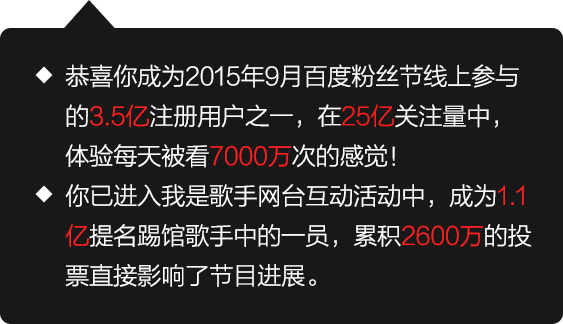 ◆ 恭喜你成为2015年9月百度粉丝节线上参与
的3.5亿注册用户之一，在25亿关注量中，
体验每天被看7000万次的感觉！
◆ 你已进入我是歌手网台互动活动中，成为1.1
亿提名踢馆歌手中的一员，累积2600万的投
票直接影响了节目进展。